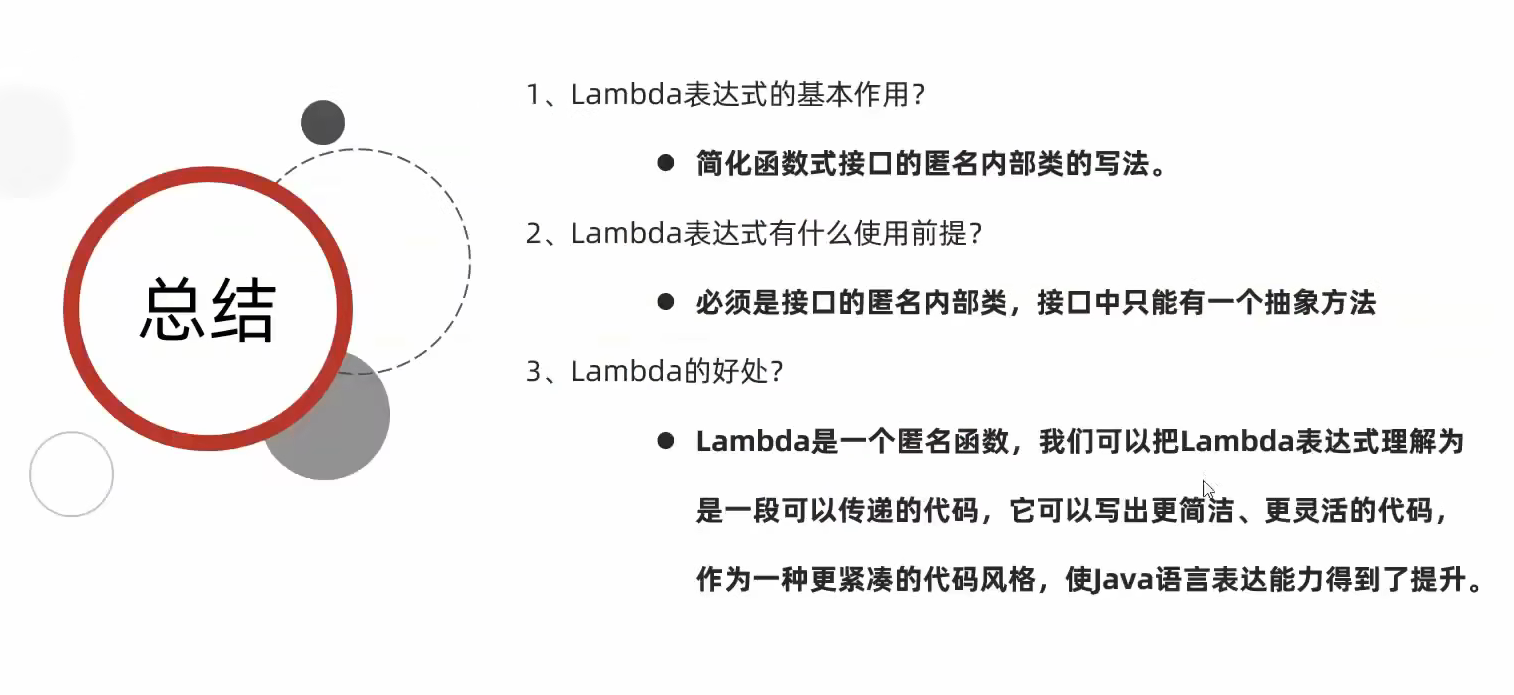 总结
1、Lambda表达式的基本作用？
● 简化函数式接口的匿名内部类的写法。
2、Lambda表达式有什么使用前提？
● 必须是接口的匿名内部类，接口中只能有一个抽象方法
3、Lambda的好处？
● Lambda是一个匿名函数，我们可以把Lambda表达式理解为
是一段可以传递的代码，它可以写出更简洁、更灵活的代码，
作为一种更紧凑的代码风格，使Java语言表达能力得到了提升。